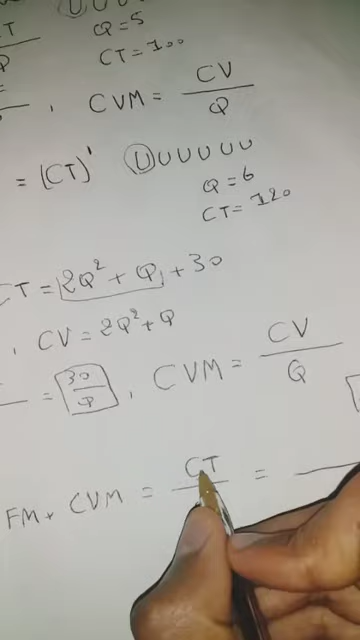 CT
Q
Q = 5
CT = 100
, CVM = CV / Q
= (CT)' U U U U U U
Q = 6
CT = 120
CT = 2Q² + Q + 30
, CV = 2Q² + Q
= 30 / Q , CVM = CV / Q
FM + CVM = CT =